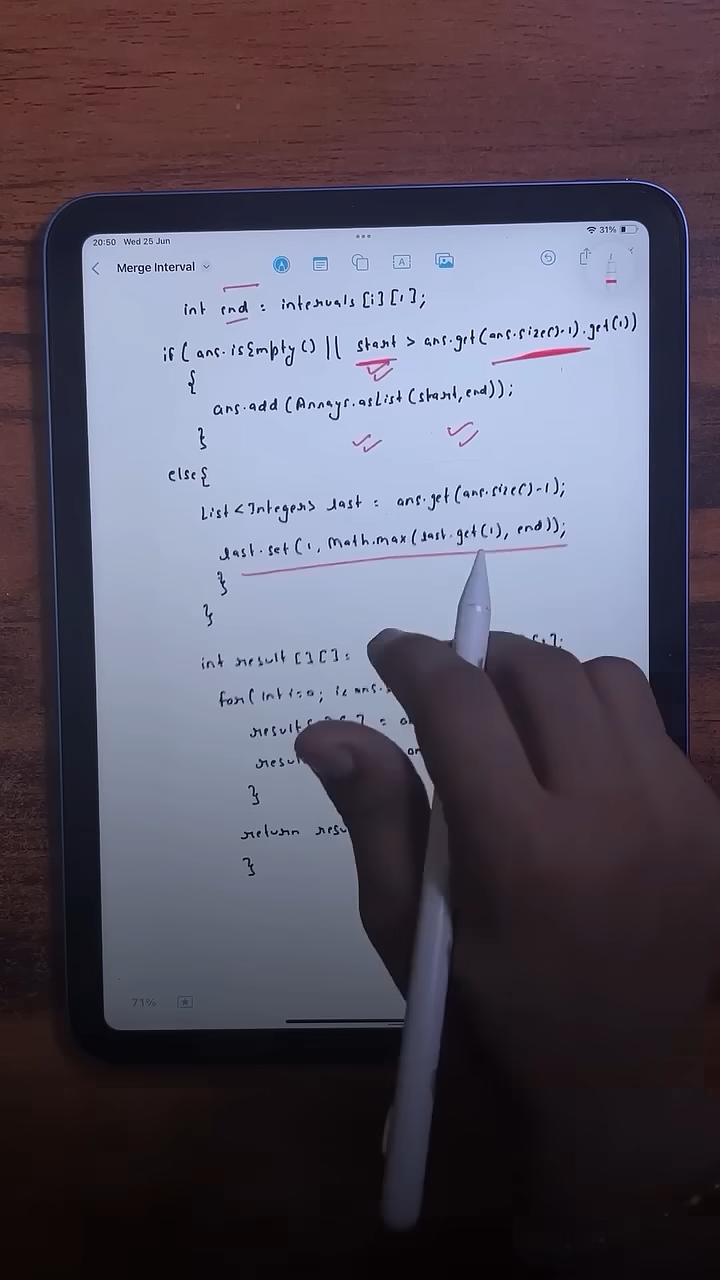 20:50 Wed 25 Jun
31%
Merge Interval
A
int end = intervals [i][1];
if ( ans.isEmpty() || start > ans.get(ans.size()-1).get(1))
{
ans.add (Arrays.asList (start, end));
}
else {
List <Integer> last = ans.get(ans.size()-1);
last.set(1, Math.max(last.get(1), end));
}
}
int result [][] =
for( int i=0; i<ans.
result
}
return
}
71%